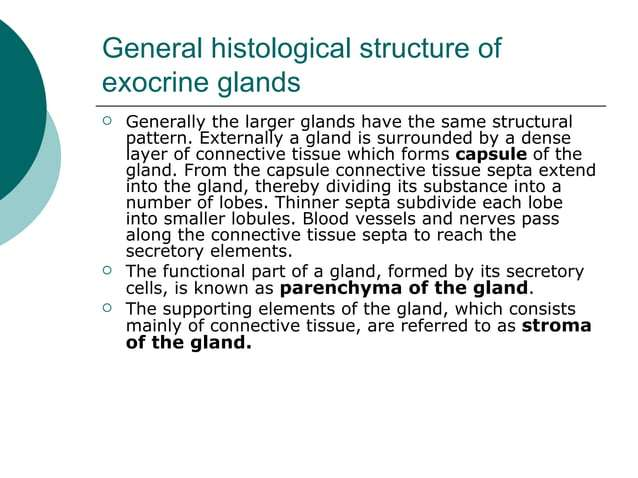 General histological structure of
exocrine glands
Generally the larger glands have the same structural
pattern. Externally a gland is surrounded by a dense
layer of connective tissue which forms capsule of the
gland. From the capsule connective tissue septa extend
into the gland, thereby dividing its substance into a
number of lobes. Thinner septa subdivide each lobe
into smaller lobules. Blood vessels and nerves pass
along the connective tissue septa to reach the
secretory elements.
The functional part of a gland, formed by its secretory
cells, is known as parenchyma of the gland.
The supporting elements of the gland, which consists
mainly of connective tissue, are referred to as stroma
of the gland.